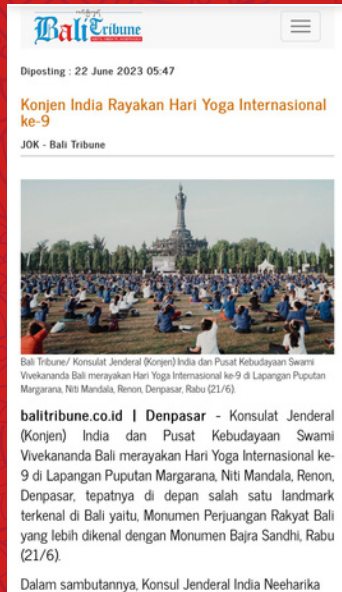 Bali Tribune
Diposting : 22 June 2023 05:47
Konjen India Rayakan Hari Yoga Internasional
ke-9
JOK - Bali Tribune
Bali Tribune/ Konsulat Jenderal (Konjen) India dan Pusat Kebudayaan Swami
Vivekananda Bali merayakan Hari Yoga Internasional ke-9 di Lapangan Puputan
Margarana, Niti Mandala, Renon, Denpasar, Rabu (21/6).
balitribune.co.id | Denpasar - Konsulat Jenderal
(Konjen) India dan Pusat Kebudayaan Swami
Vivekananda Bali merayakan Hari Yoga Internasional ke-
9 di Lapangan Puputan Margarana, Niti Mandala, Renon,
Denpasar, tepatnya di depan salah satu landmark
terkenal di Bali yaitu, Monumen Perjuangan Rakyat Bali
yang lebih dikenal dengan Monumen Bajra Sandhi, Rabu
(21/6).
Dalam sambutannya, Konsul Jenderal India Neeharika